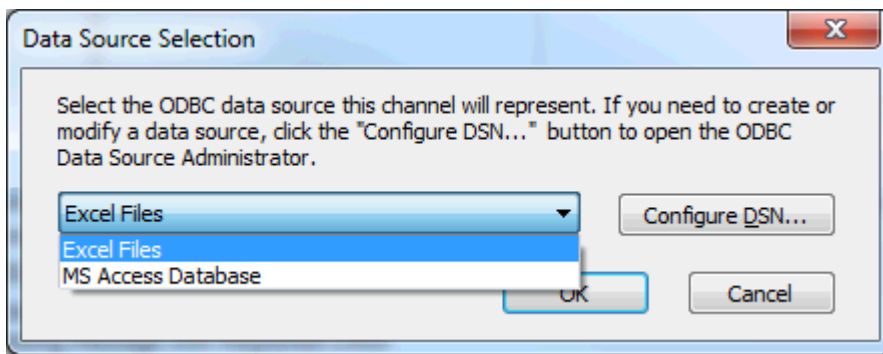 Data Source Selection
Select the ODBC data source this channel will represent. If you need to create or
modify a data source, click the "Configure DSN..." button to open the ODBC
Data Source Administrator.
Excel Files
Configure DSN...
Excel Files
MS Access Database
OK
Cancel